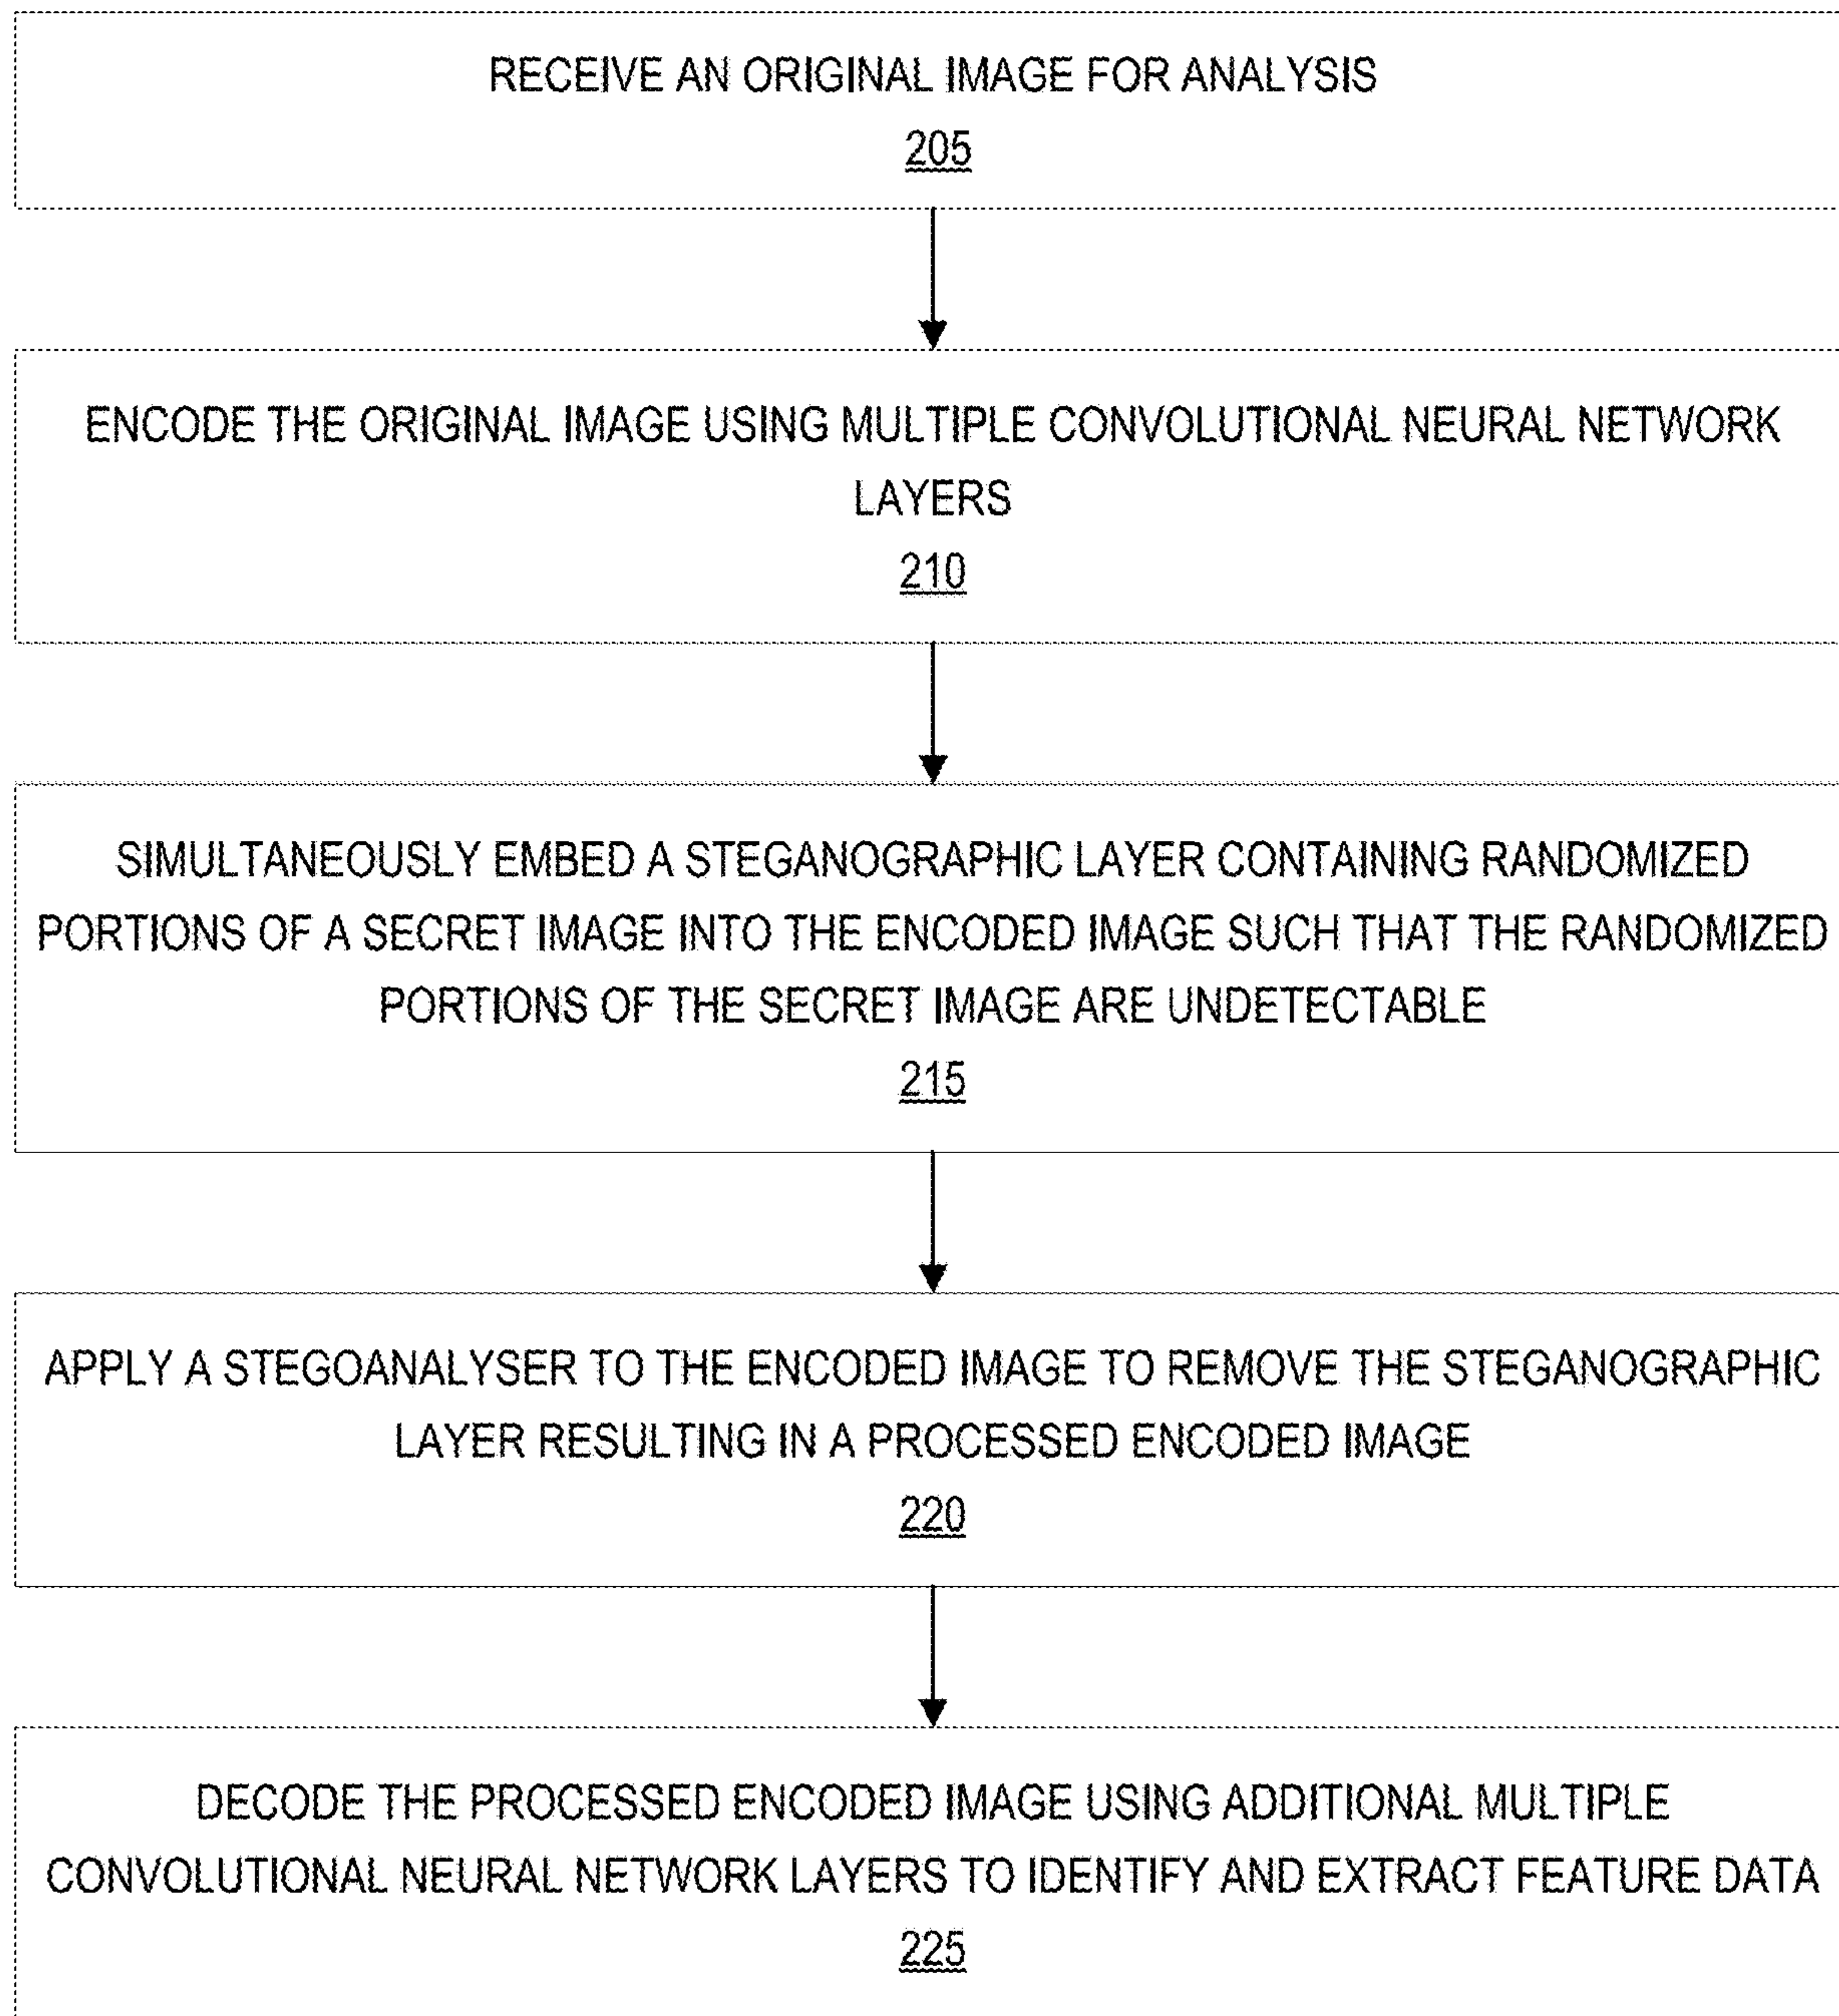 RECEIVE AN ORIGINAL IMAGE FOR ANALYSIS
205
ENCODE THE ORIGINAL IMAGE USING MULTIPLE CONVOLUTIONAL NEURAL NETWORK
LAYERS
210
SIMULTANEOUSLY EMBED A STEGANOGRAPHIC LAYER CONTAINING RANDOMIZED
PORTIONS OF A SECRET IMAGE INTO THE ENCODED IMAGE SUCH THAT THE RANDOMIZED
PORTIONS OF THE SECRET IMAGE ARE UNDETECTABLE
215
APPLY A STEGOANALYSER TO THE ENCODED IMAGE TO REMOVE THE STEGANOGRAPHIC
LAYER RESULTING IN A PROCESSED ENCODED IMAGE
220
DECODE THE PROCESSED ENCODED IMAGE USING ADDITIONAL MULTIPLE
CONVOLUTIONAL NEURAL NETWORK LAYERS TO IDENTIFY AND EXTRACT FEATURE DATA
225